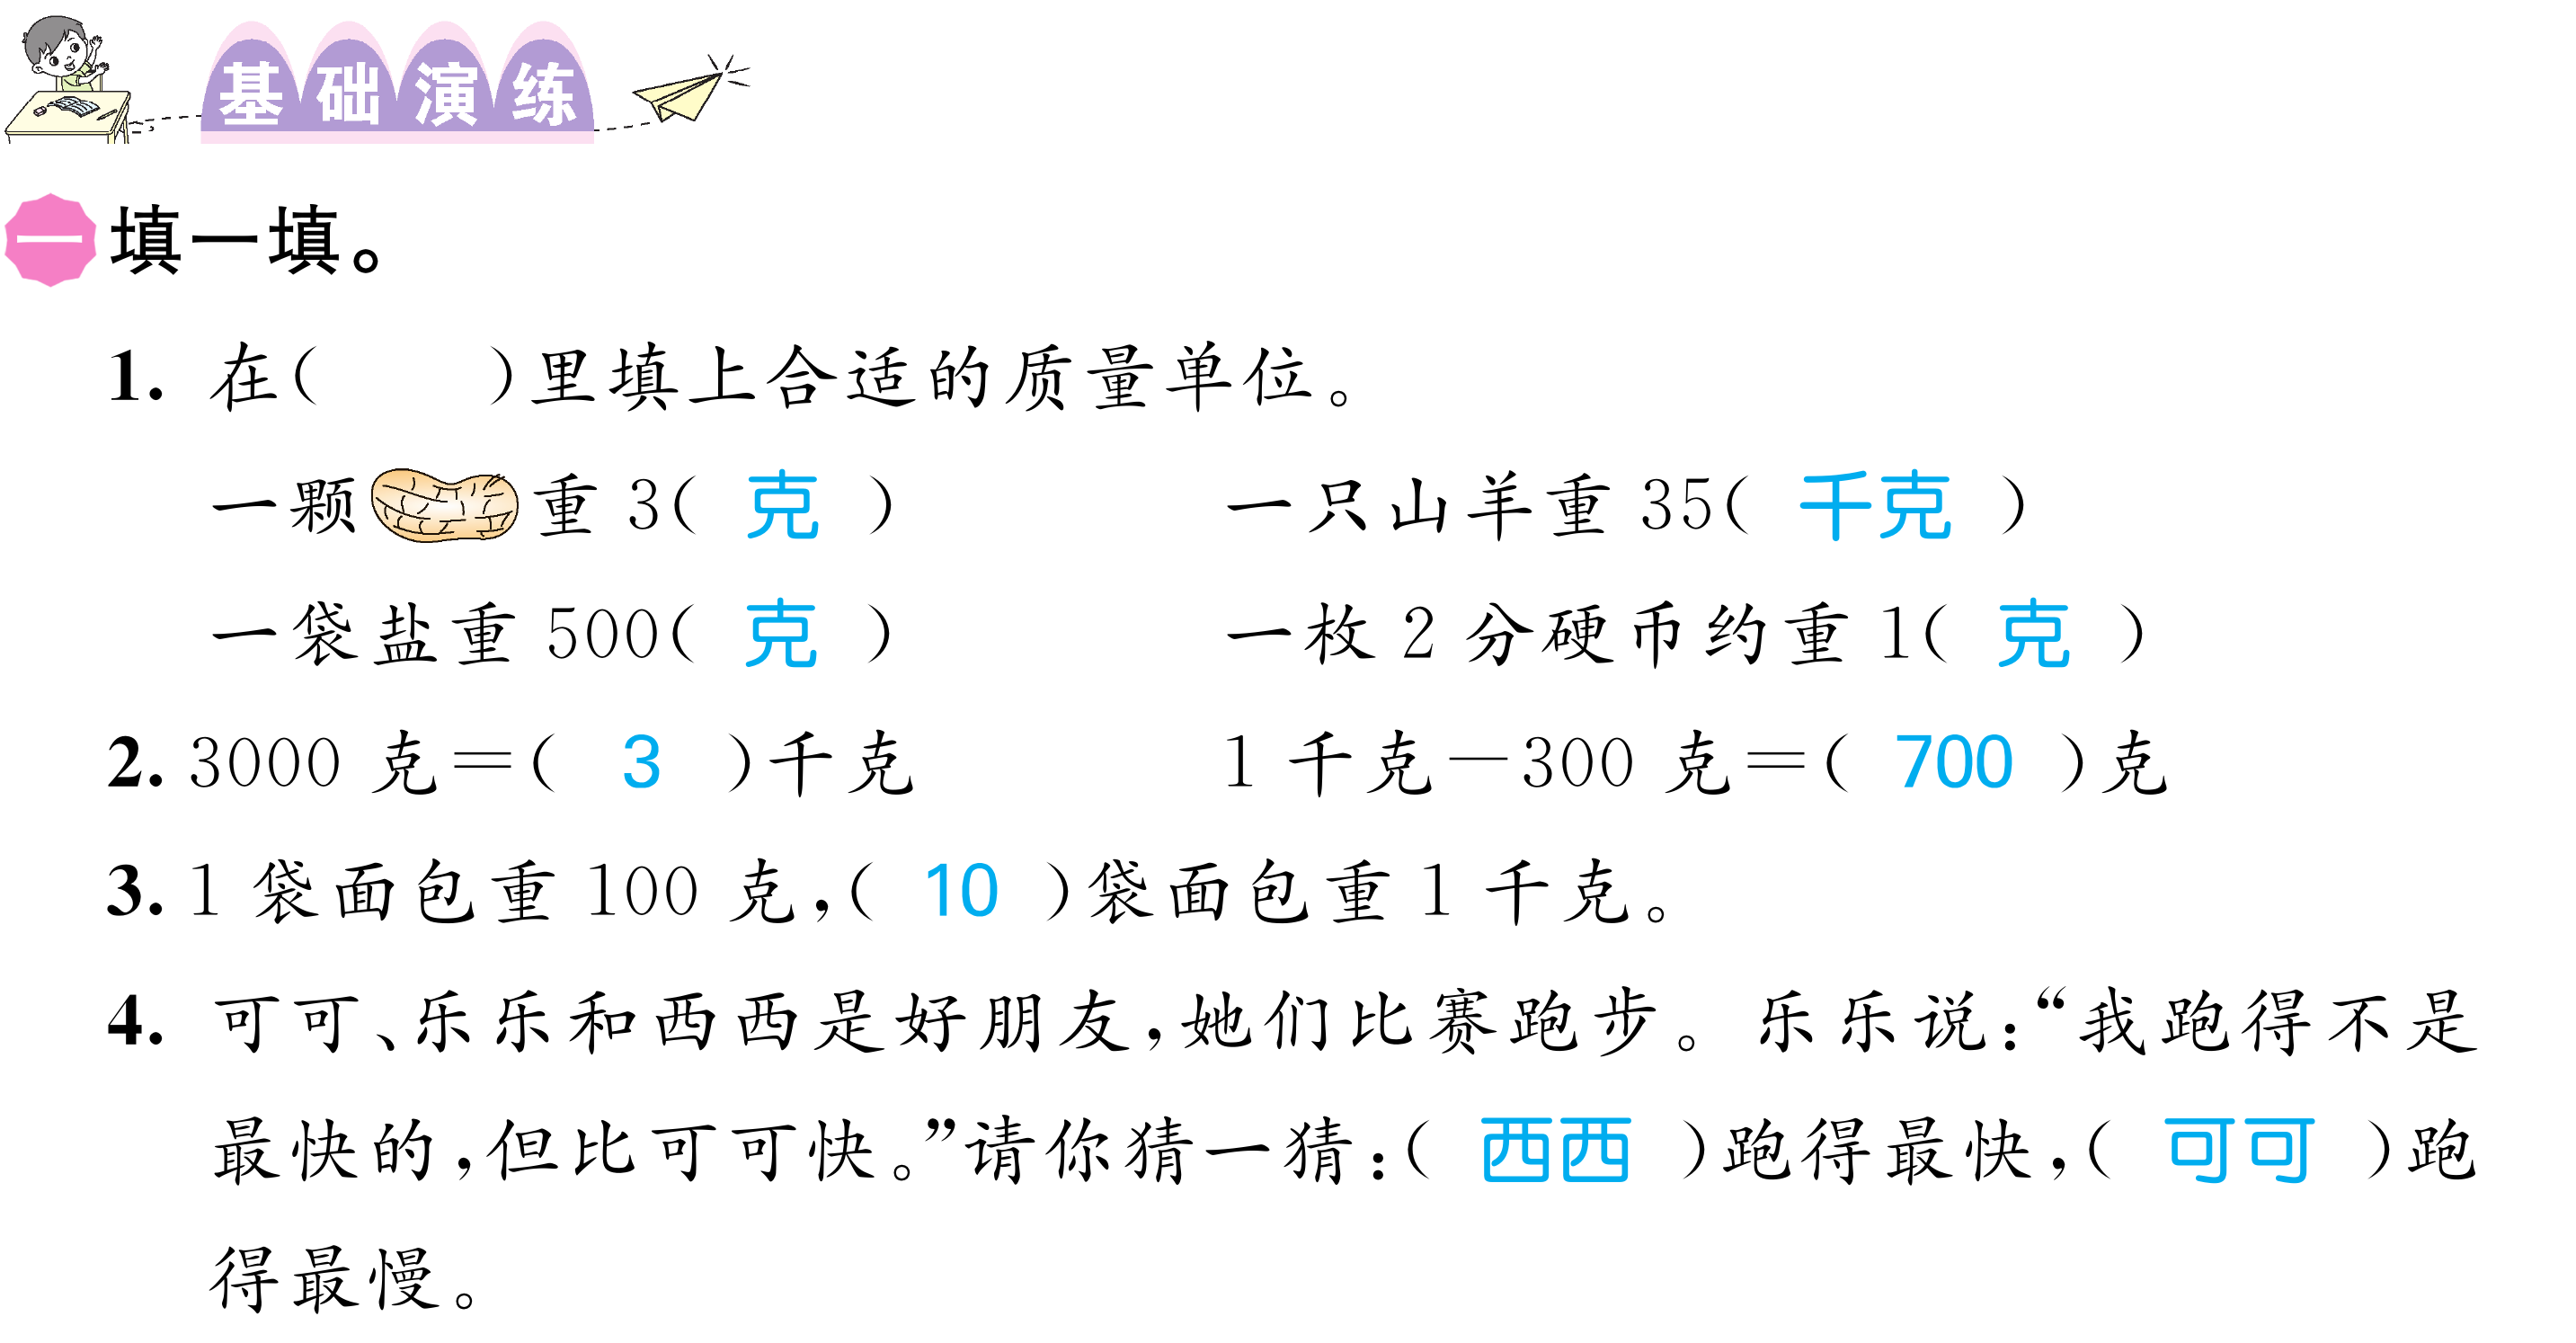 基础演练
一 填一填。
1. 在(　　)里填上合适的质量单位。
一颗重 3( 克 )　　一只山羊重 35( 千克 )
一袋盐重 500( 克 )　　一枚 2 分硬币约重 1( 克 )
2. 3000 克=( 3 )千克　　1 千克－300 克=( 700 )克
3. 1 袋面包重 100 克,( 10 )袋面包重 1 千克。
4. 可可、乐乐和西西是好朋友,她们比赛跑步。乐乐说:“我跑得不是
最快的,但比可可快。”请你猜一猜:( 西西 )跑得最快,( 可可 )跑
得最慢。